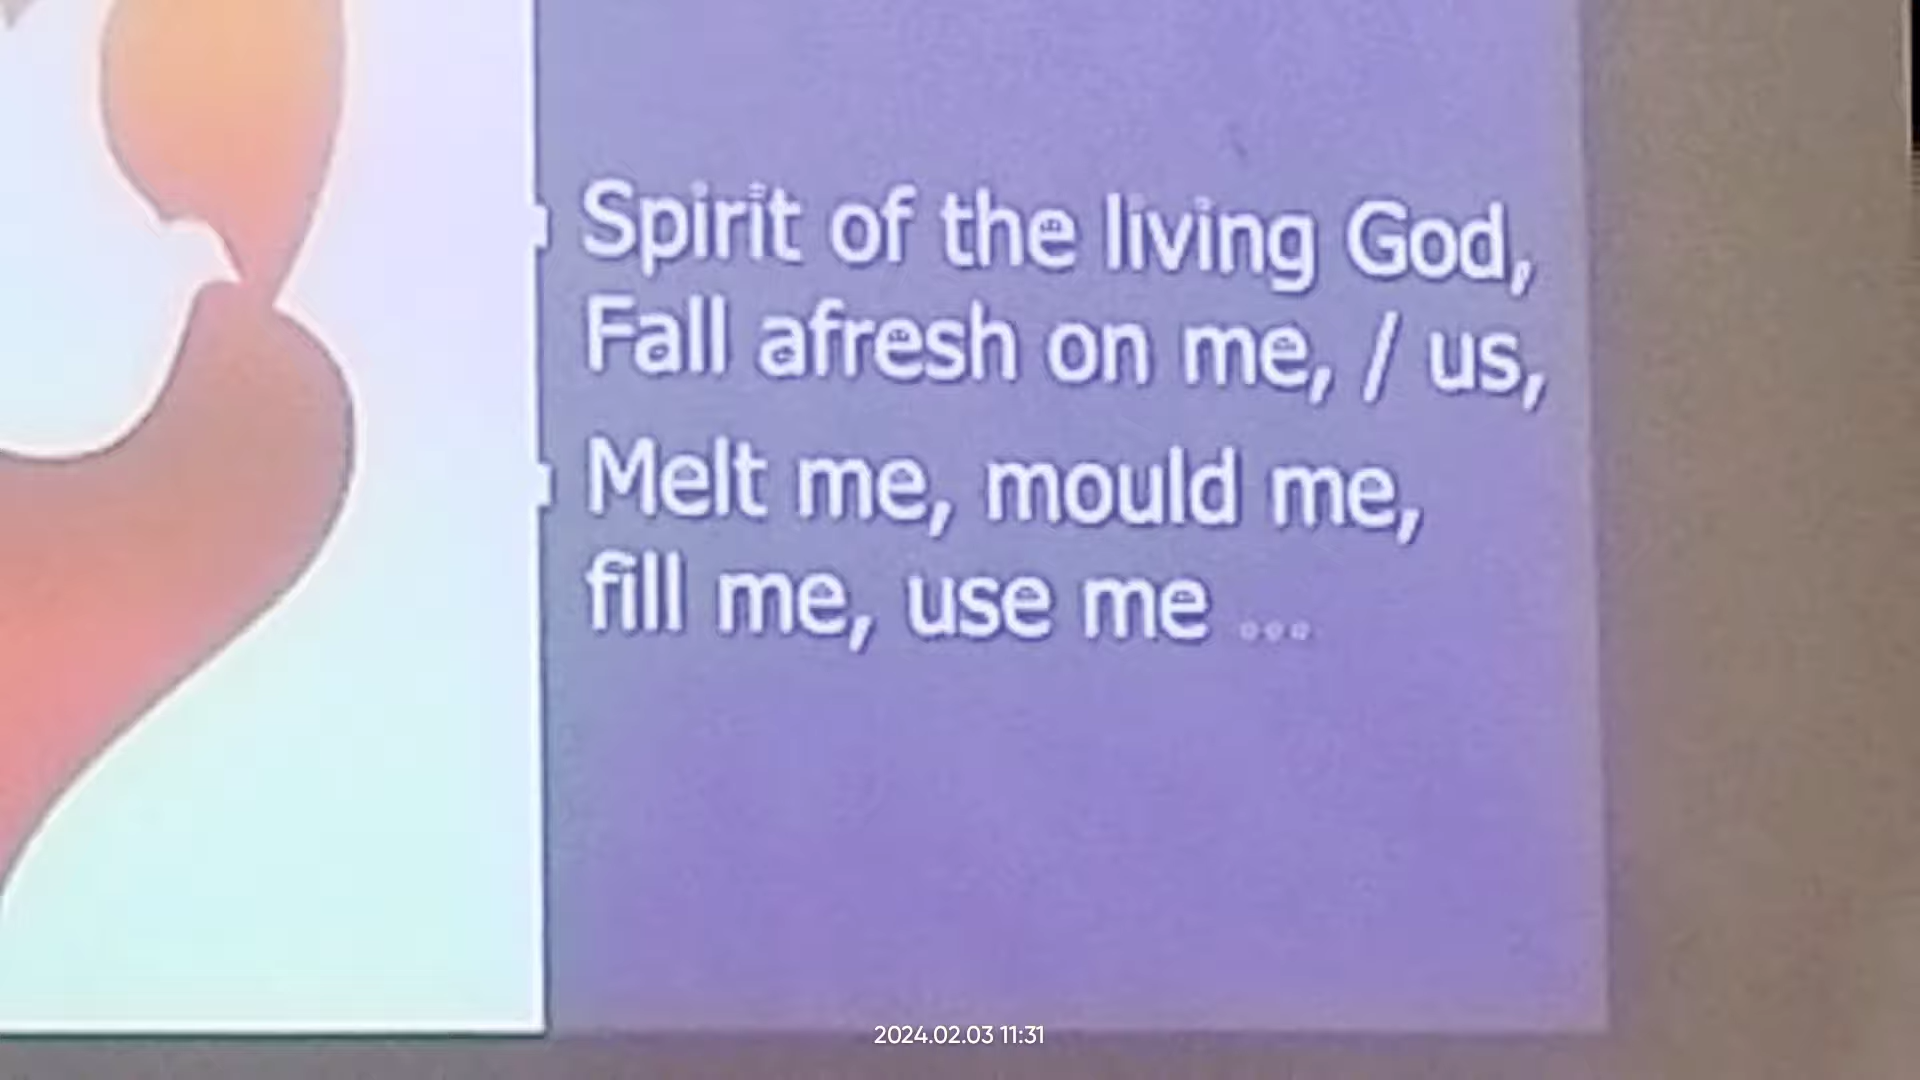 Spirit of the living God,
Fall afresh on me, / us,
Melt me, mould me,
fill me, use me ...
2024.02.03 11:31